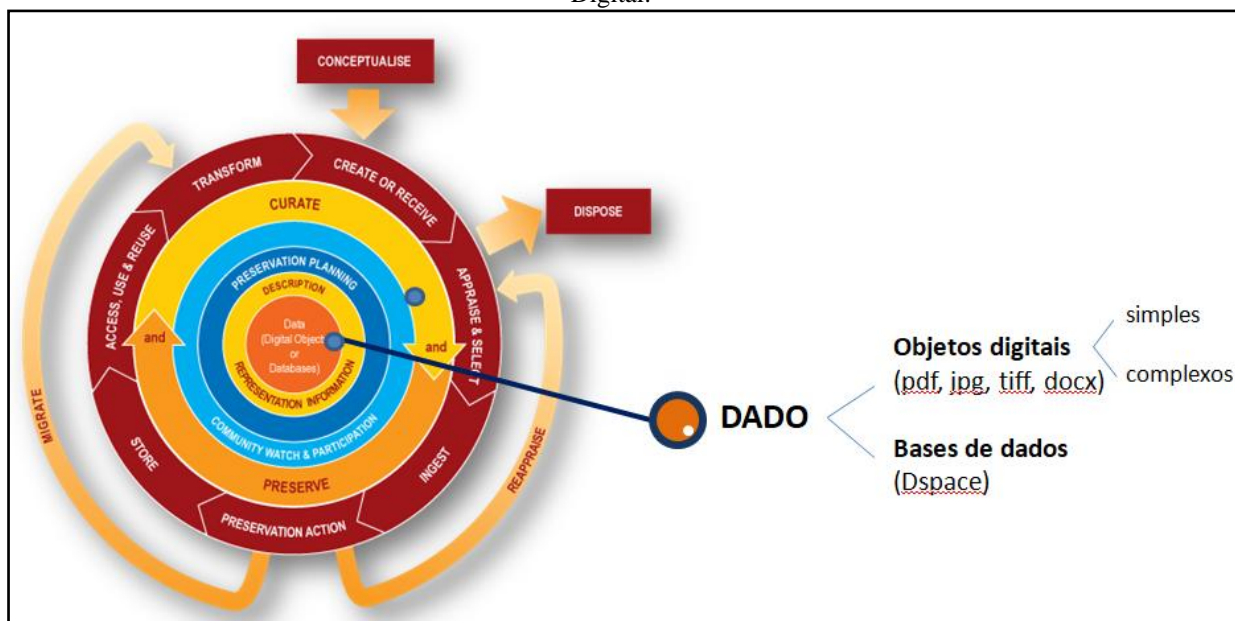 Digital.
CONCEPTUALISE
DISPOSE
TRANSFORM
CREATE OR RECEIVE
APPRAISE & SELECT
INGEST
PRESERVATION ACTION
STORE
ACCESS, USE & REUSE
MIGRATE
REAPPRAISE
CURATE
and
and
PRESERVE
PRESERVATION PLANNING
COMMUNITY WATCH & PARTICIPATION
DESCRIPTION
REPRESENTATION INFORMATION
Data
(Digital Objects
or
Databases)
DADO
Objetos digitais
(pdf, jpg, tiff, docx)
simples
complexos
Bases de dados
(Dspace)